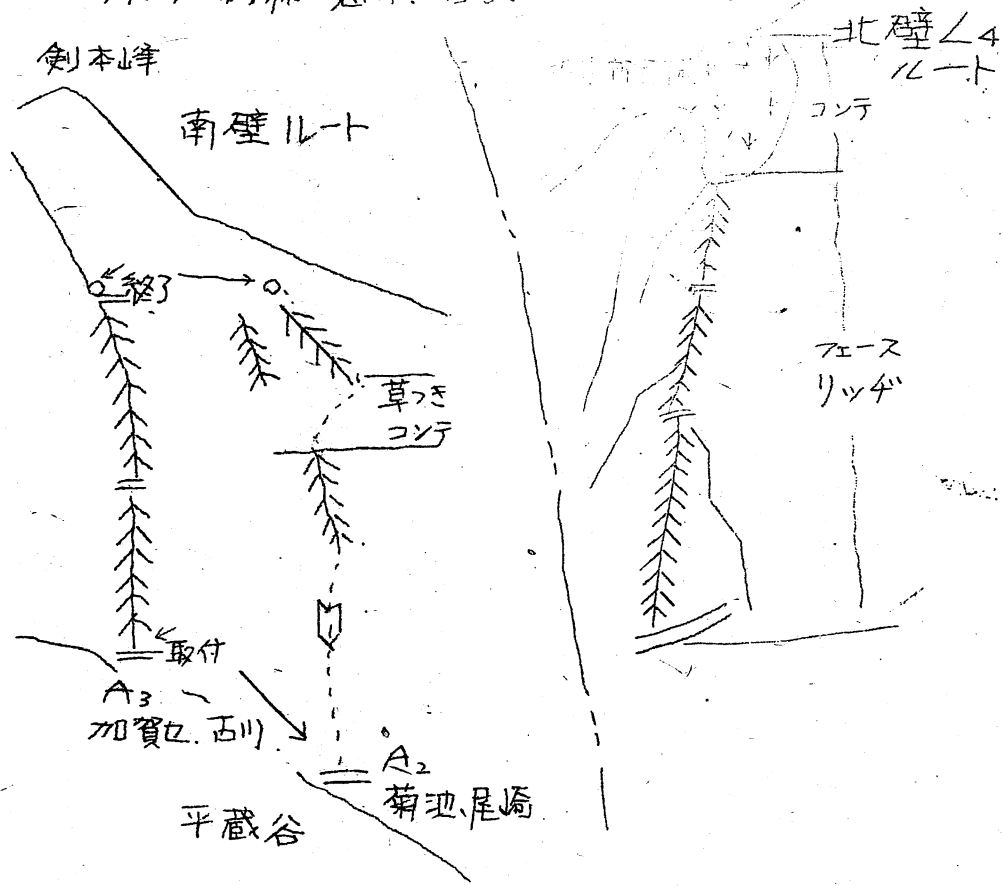 剣本峰
南壁ルート
終了
草つき
コンテ
取付
A3
加賀セ、古川
A2
菊池、尾崎
平蔵谷
北壁L4
ルート
コンテ
フェース
リッヂ